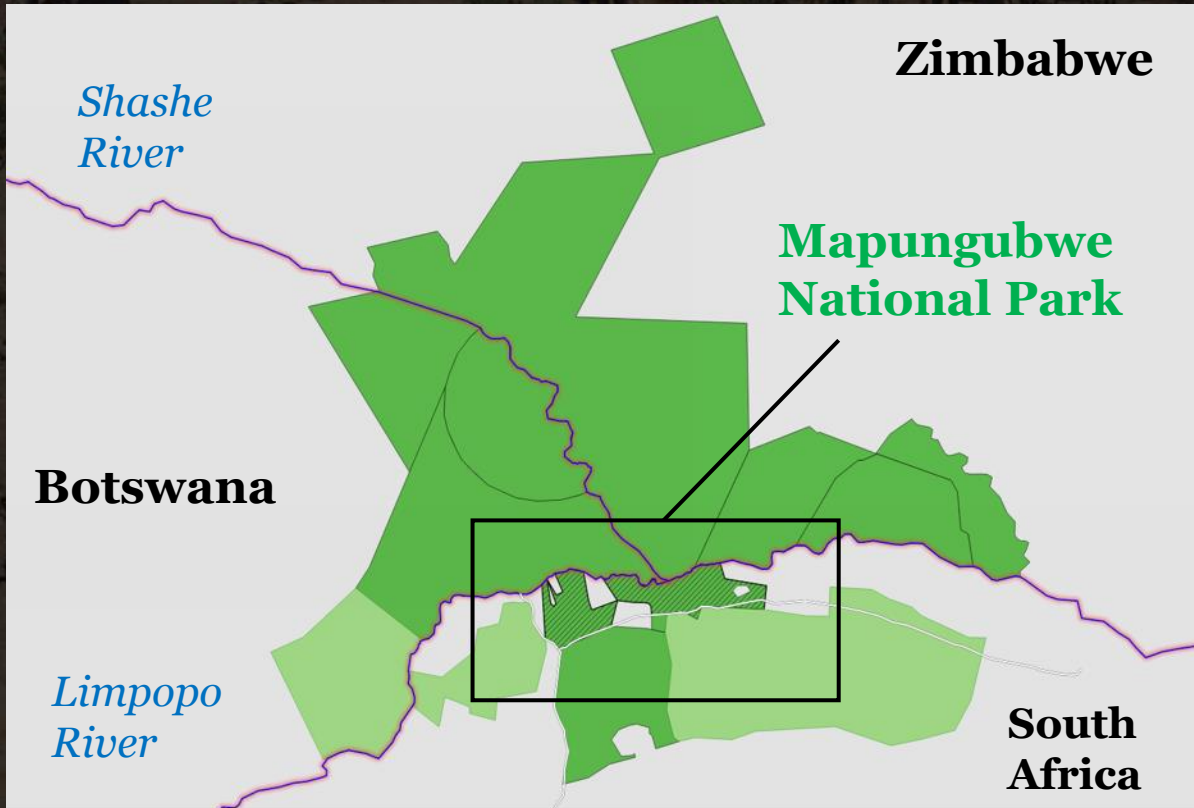 Zimbabwe
Shashe
River
Mapungubwe
National Park
Botswana
Limpopo
River
South
Africa